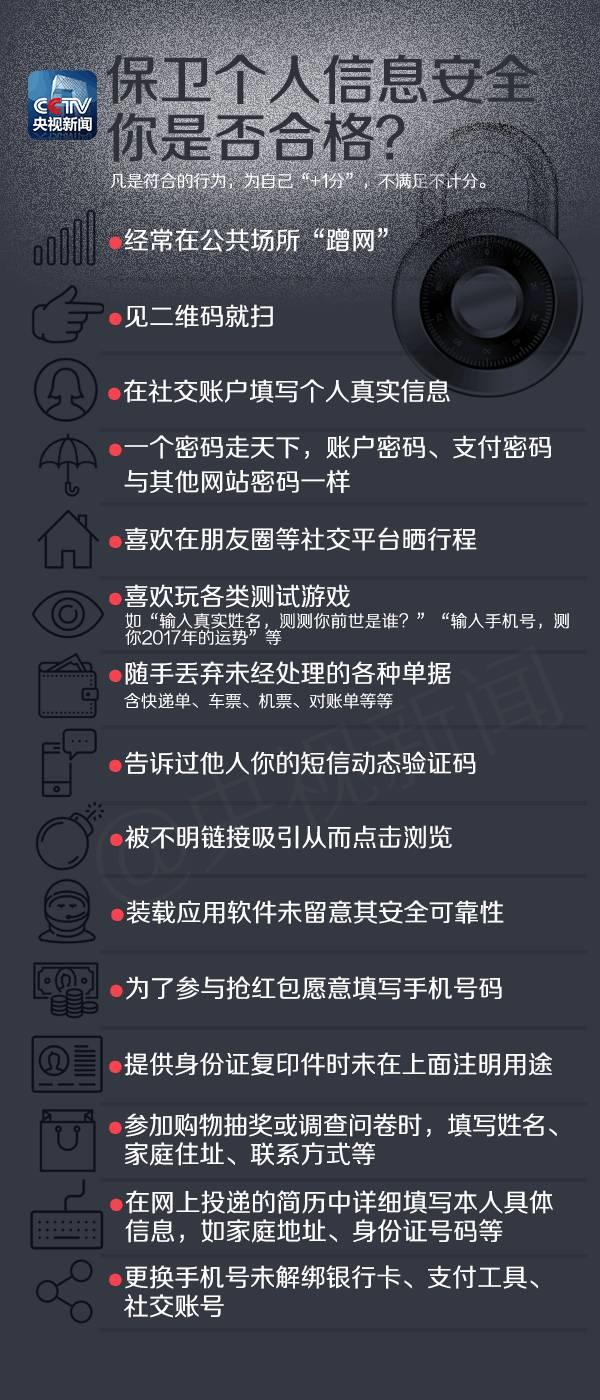 保卫个人信息安全
CCTV
央视新闻
你是否合格？
凡是符合的行为，为自己“+1分”，不满足不计分。
经常在公共场所“蹭网”
见二维码就扫
在社交账户填写个人真实信息
一个密码走天下，账户密码、支付密码
与其他网站密码一样
喜欢在朋友圈等社交平台晒行程
喜欢玩各类测试游戏
如“输入真实姓名，测测你前世是谁？”“输入手机号，测
你2017年的运势”等
随手丢弃未经处理的各种单据
含快递单、车票、机票、对账单等等
告诉过他人你的短信动态验证码
被不明链接吸引从而点击浏览
装载应用软件未留意其安全可靠性
为了参与抢红包愿意填写手机号码
提供身份证复印件时未在上面注明用途
参加购物抽奖或调查问卷时，填写姓名、
家庭住址、联系方式等
在网上投递的简历中详细填写本人具体
信息，如家庭地址、身份证号码等
更换手机号未解绑银行卡、支付工具、
社交账号
@央视新闻